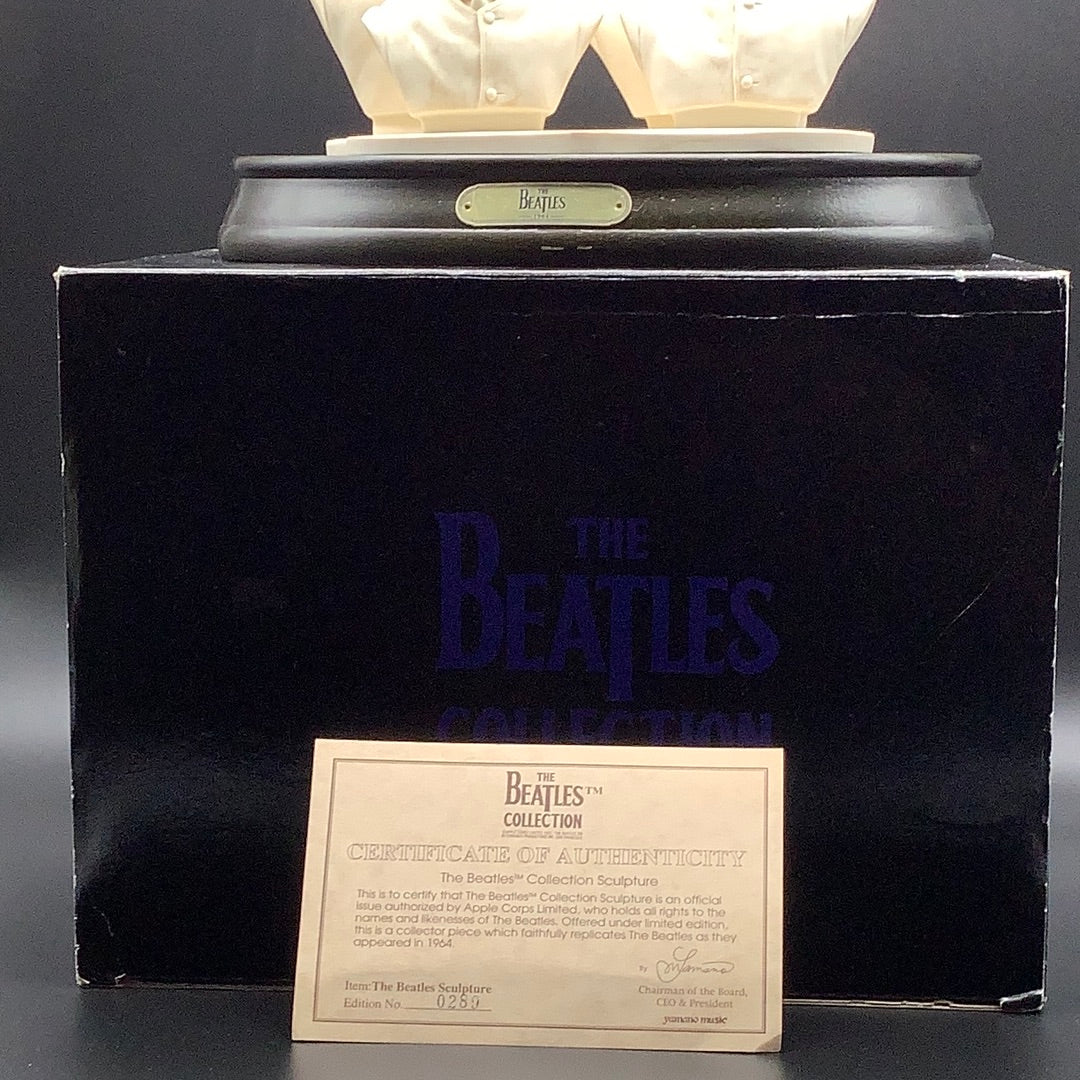 THE
BEATLES
1964
THE
BEATLES
COLLECTION
THE
BEATLES™
COLLECTION
CERTIFICATE OF AUTHENTICITY
The Beatles™ Collection Sculpture
This is to certify that The Beatles™ Collection Sculpture is an official
issue authorized by Apple Corps Limited, who holds all rights to the
names and likenesses of The Beatles. Offered under limited edition,
this is a collector piece which faithfully replicates The Beatles as they
appeared in 1964.
By
Item:The Beatles Sculpture
Edition No. 0289
Chairman of the Board,
CEO & President
yamano music